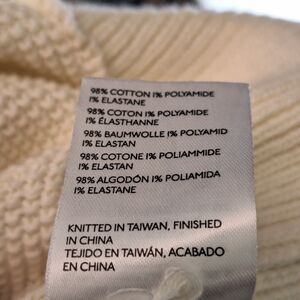 98% COTTON 1% POLYAMIDE
1% ELASTANE
98% COTON 1% POLYAMIDE
1% ÉLASTHANNE
98% BAUMWOLLE 1% POLYAMID
1% ELASTAN
98% COTONE 1% POLIAMMIDE
1% ELASTAN
98% ALGODÓN 1% POLIAMIDA
1% ELASTANE
KNITTED IN TAIWAN, FINISHED
IN CHINA
TEJIDO EN TAIWÁN, ACABADO
EN CHINA